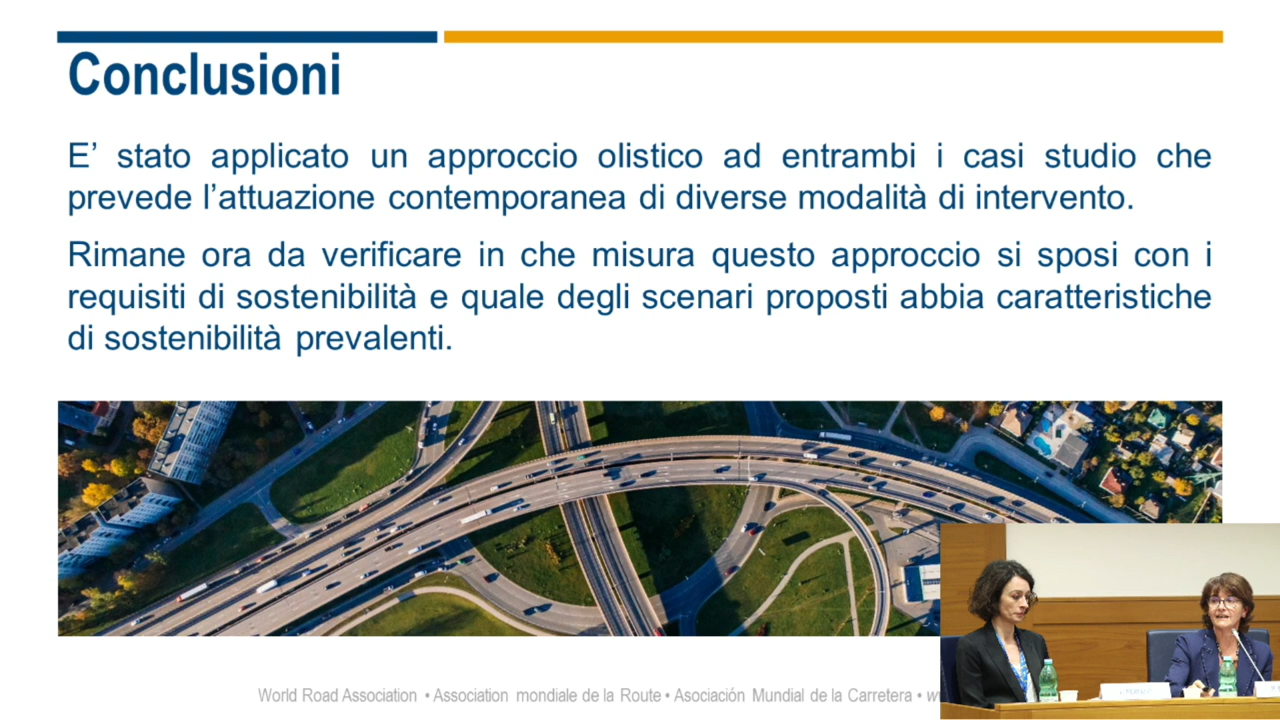 Conclusioni
E’ stato applicato un approccio olistico ad entrambi i casi studio che
prevede l’attuazione contemporanea di diverse modalità di intervento.
Rimane ora da verificare in che misura questo approccio si sposi con i
requisiti di sostenibilità e quale degli scenari proposti abbia caratteristiche
di sostenibilità prevalenti.
World Road Association • Association mondiale de la Route • Asociación Mundial de la Carretera •